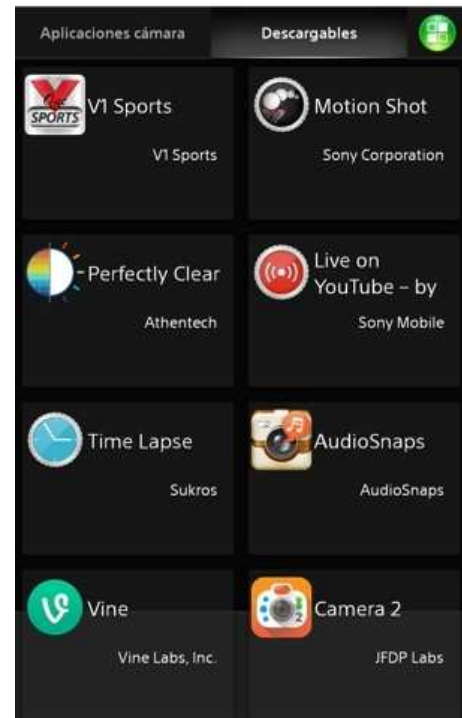 Aplicaciones cámara
Descargables
SPORTS
V1 Sports
V1 Sports
Motion Shot
Sony Corporation
Perfectly Clear
Athentech
Live on
YouTube – by
Sony Mobile
Time Lapse
Sukros
AudioSnaps
AudioSnaps
Vine
Vine Labs, Inc.
2
Camera 2
JFDP Labs